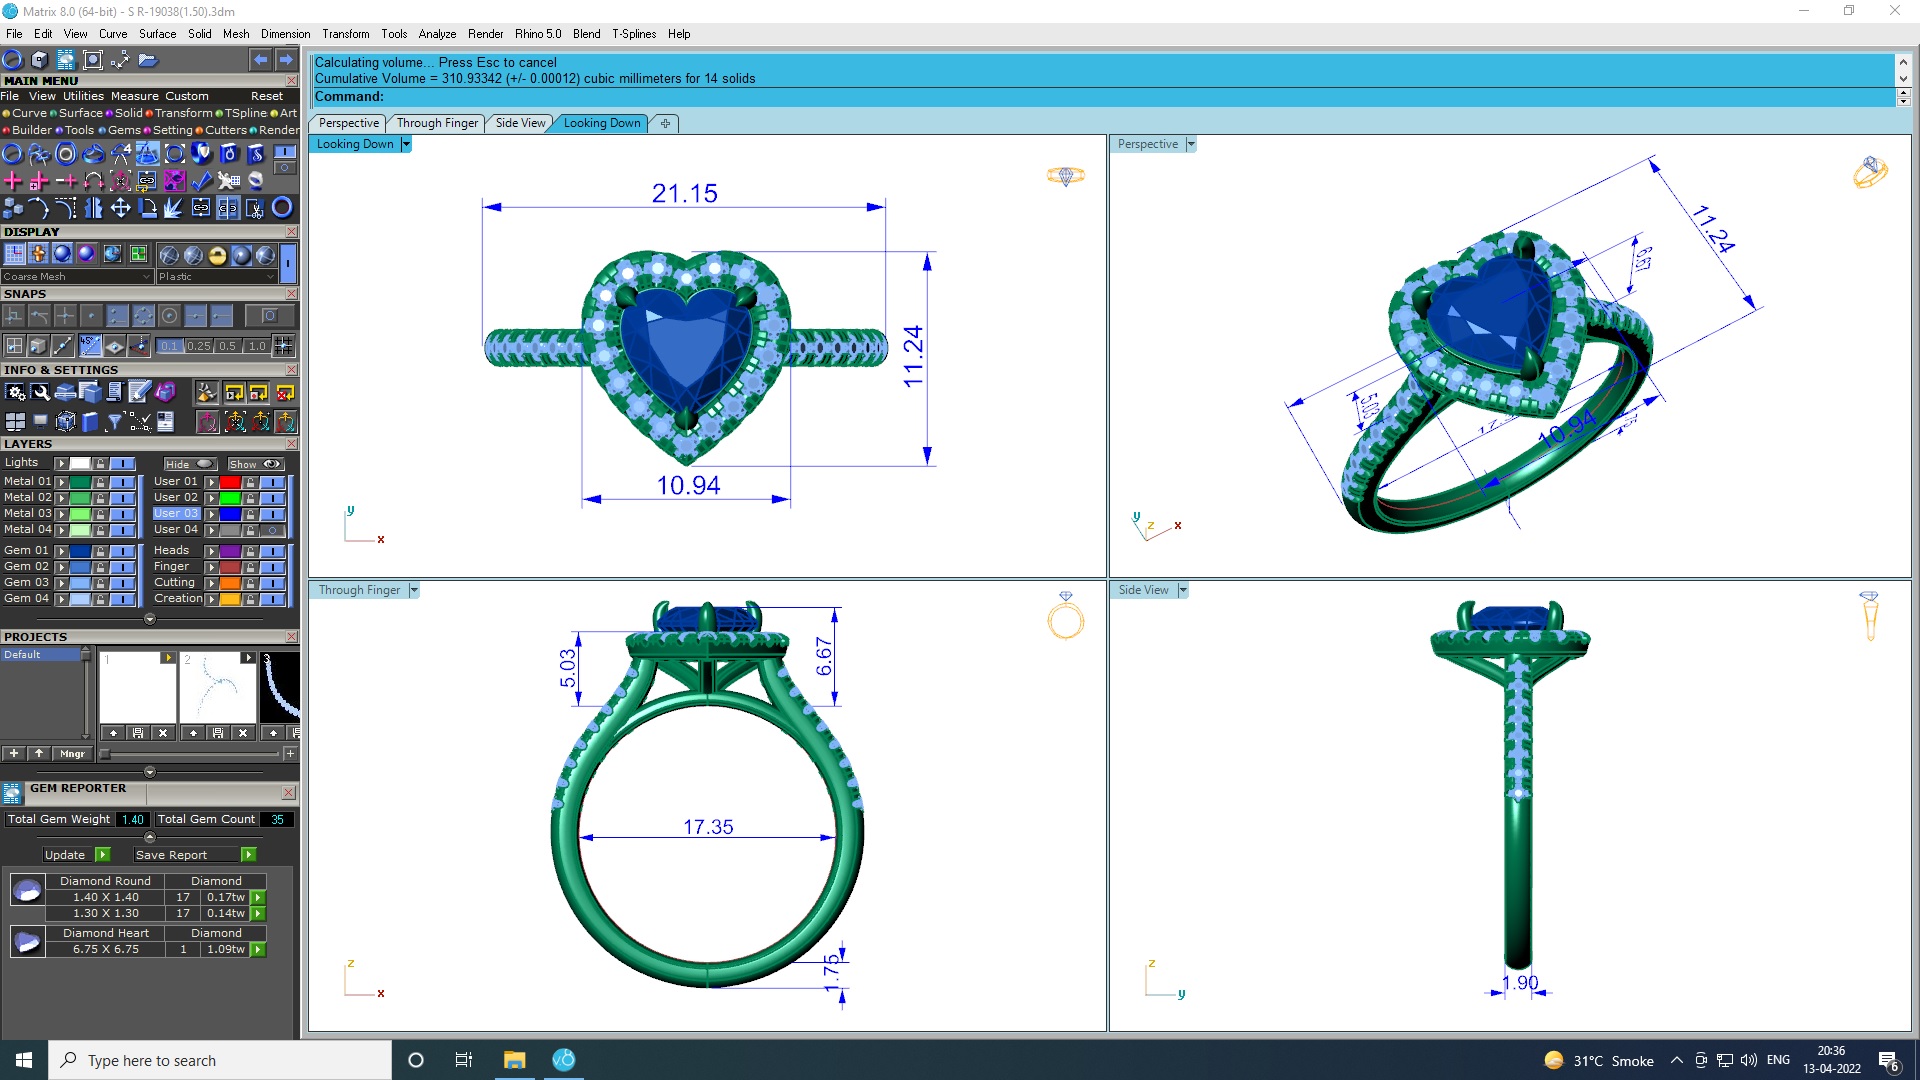 Matrix 8.0 (64-bit) - S R-19038(1.50).3dm
File Edit View Curve Surface Solid Mesh Dimension Transform Tools Analyze Render Rhino 5.0 Blend T-Splines Help
Calculating volume... Press Esc to cancel
Cumulative Volume = 310.93342 (+/- 0.00012) cubic millimeters for 14 solids
Command:
MAIN MENU
File View Utilities Measure Custom Reset
Curve Surface Solid Transform TSpline Art
Builder Tools Gems Setting Cutters Render
DISPLAY
Coarse Mesh Plastic
SNAPS
45°
0.1 0.25 0.5 1.0
INFO & SETTINGS
LAYERS
Lights Hide Show
Metal 01 User 01
Metal 02 User 02
Metal 03 User 03
Metal 04 User 04
Gem 01 Heads
Gem 02 Finger
Gem 03 Cutting
Gem 04 Creation
PROJECTS
Default
1 2 3
Mngr
GEM REPORTER
Total Gem Weight 1.40 Total Gem Count 35
Update Save Report
Diamond Round Diamond
1.40 X 1.40 17 0.17tw
1.30 X 1.30 17 0.14tw
Diamond Heart Diamond
6.75 X 6.75 1 1.09tw
Perspective Through Finger Side View Looking Down
Looking Down
21.15
11.24
10.94
y
x
Perspective
11.24
6.67
5.03
10.94
y z x
Through Finger
5.03
6.67
17.35
1.75
z
x
Side View
1.90
z
y
Type here to search
31°C Smoke
ENG
20:36
13-04-2022
6